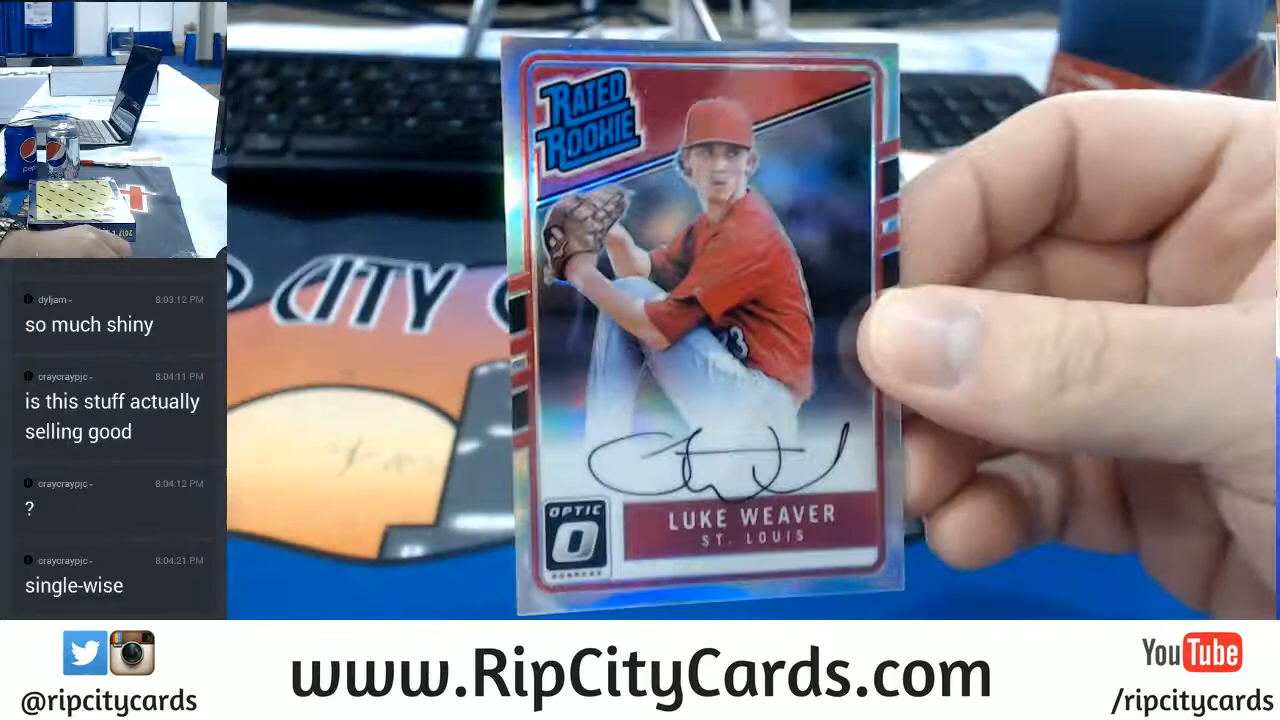 dyljam-
8:03:12 PM
so much shiny
craycraypjc-
8:04:11 PM
is this stuff actually
selling good
craycraypjc-
8:04:12 PM
?
craycraypjc-
8:04:21 PM
single-wise
CITY
RATED
ROOKIE
23
OPTIC
O
DONRUSS
LUKE WEAVER
ST. LOUIS
@ripcitycards
www.RipCityCards.com
YouTube
/ripcitycards